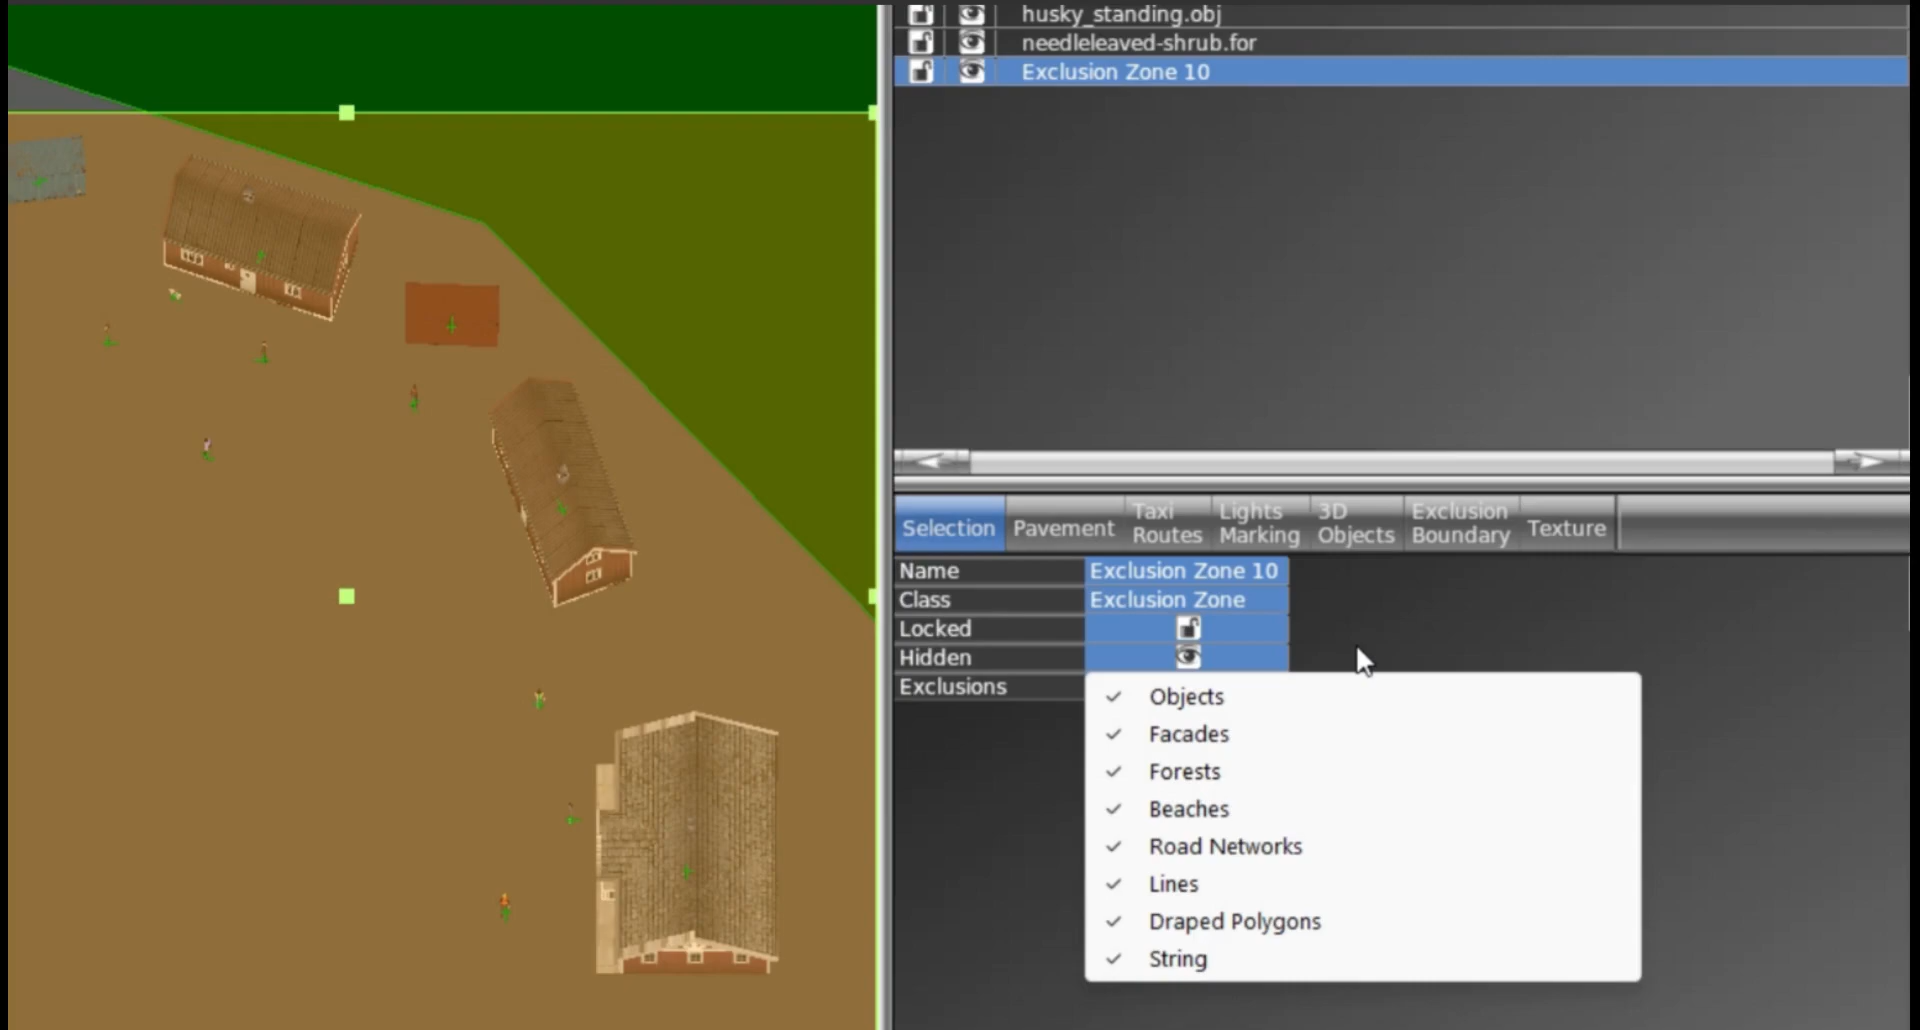 husky_standing.obj
needleleaved-shrub.for
Exclusion Zone 10
Selection
Pavement
Taxi
Routes
Lights
Marking
3D
Objects
Exclusion
Boundary
Texture
Name
Exclusion Zone 10
Class
Exclusion Zone
Locked
Hidden
Exclusions
Objects
Facades
Forests
Beaches
Road Networks
Lines
Draped Polygons
String